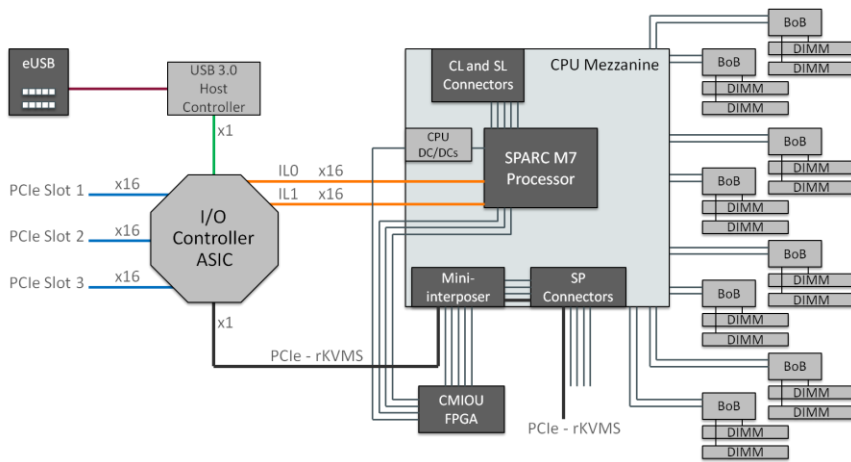 eUSB
USB 3.0
Host
Controller
x1
PCIe Slot 1
x16
PCIe Slot 2
x16
PCIe Slot 3
x16
I/O
Controller
ASIC
IL0
x16
IL1
x16
x1
PCIe - rKVMS
CPU Mezzanine
CL and SL
Connectors
CPU
DC/DCs
SPARC M7
Processor
Mini-
interposer
SP
Connectors
CMIOU
FPGA
PCIe - rKVMS
BoB
DIMM
DIMM
BoB
DIMM
DIMM
BoB
DIMM
DIMM
BoB
DIMM
DIMM
BoB
DIMM
DIMM
BoB
DIMM
DIMM
BoB
DIMM
DIMM
BoB
DIMM
DIMM